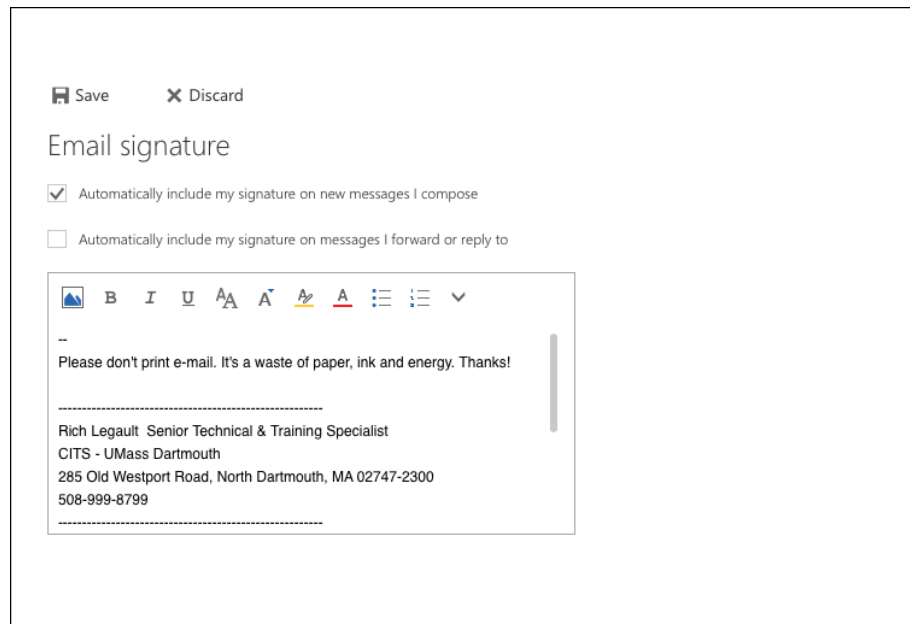 Save Discard
Email signature
Automatically include my signature on new messages I compose
Automatically include my signature on messages I forward or reply to
B I U AA A A A
--
Please don't print e-mail. It's a waste of paper, ink and energy. Thanks!
--------------------------------------------------------
Rich Legault  Senior Technical & Training Specialist
CITS - UMass Dartmouth
285 Old Westport Road, North Dartmouth, MA 02747-2300
508-999-8799
--------------------------------------------------------